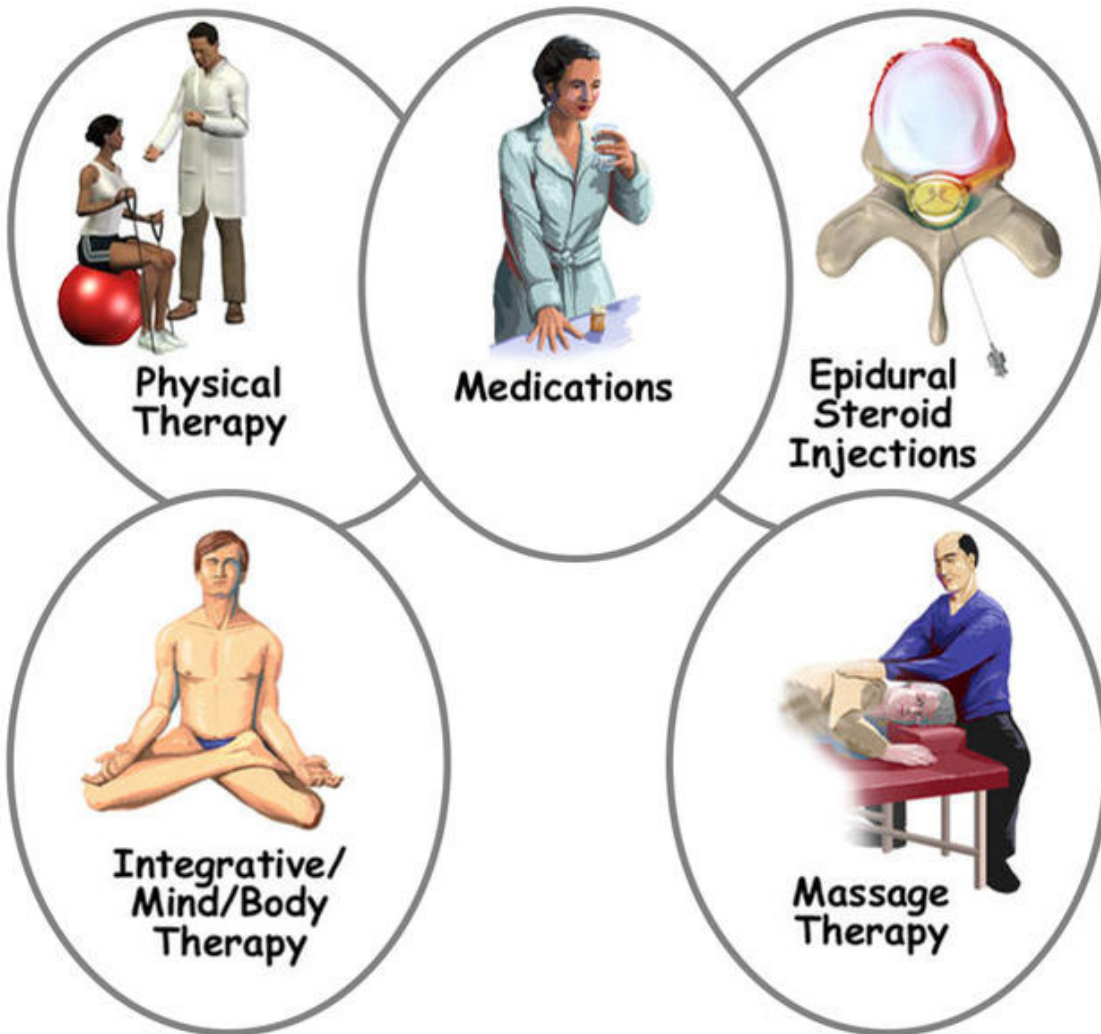 Physical
Therapy
Medications
Epidural
Steroid
Injections
Integrative/
Mind/Body
Therapy
Massage
Therapy